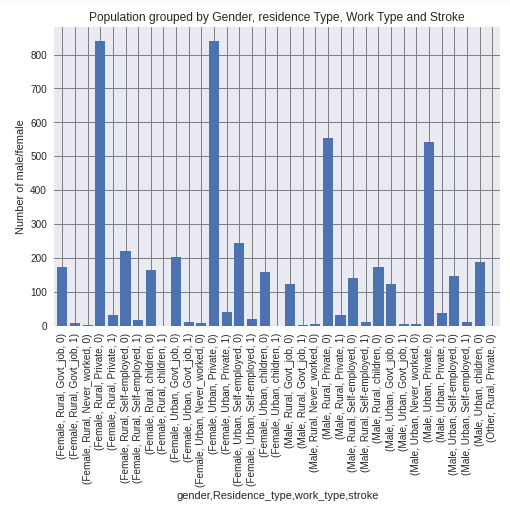 Population grouped by Gender, residence Type, Work Type and Stroke
Number of male/female
800
700
600
500
400
300
200
100
0
(Female, Rural, Govt_job, 0)
(Female, Rural, Govt_job, 1)
(Female, Rural, Never_worked, 0)
(Female, Rural, Private, 0)
(Female, Rural, Private, 1)
(Female, Rural, Self-employed, 0)
(Female, Rural, Self-employed, 1)
(Female, Rural, children, 0)
(Female, Rural, children, 1)
(Female, Urban, Govt_job, 0)
(Female, Urban, Govt_job, 1)
(Female, Urban, Never_worked, 0)
(Female, Urban, Private, 0)
(Female, Urban, Private, 1)
(Female, Urban, Self-employed, 0)
(Female, Urban, Self-employed, 1)
(Female, Urban, children, 0)
(Female, Urban, children, 1)
(Male, Rural, Govt_job, 0)
(Male, Rural, Govt_job, 1)
(Male, Rural, Never_worked, 0)
(Male, Rural, Private, 0)
(Male, Rural, Private, 1)
(Male, Rural, Self-employed, 0)
(Male, Rural, Self-employed, 1)
(Male, Rural, children, 0)
(Male, Urban, Govt_job, 0)
(Male, Urban, Govt_job, 1)
(Male, Urban, Never_worked, 0)
(Male, Urban, Private, 0)
(Male, Urban, Private, 1)
(Male, Urban, Self-employed, 0)
(Male, Urban, Self-employed, 1)
(Male, Urban, children, 0)
(Other, Rural, Private, 0)
gender,Residence_type,work_type,stroke